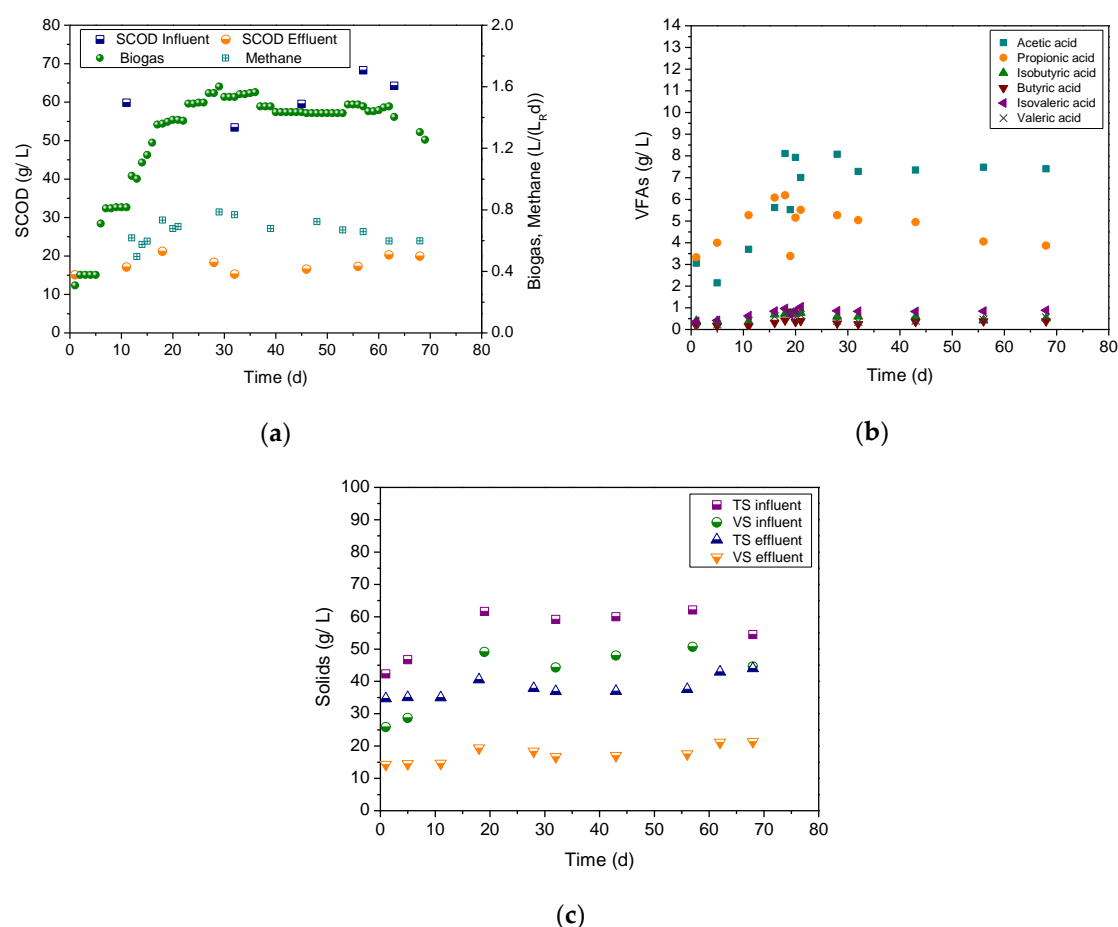 SCOD Influent SCOD Effluent
Biogas Methane
80
70
60
50
40
30
20
10
0
SCOD (g/ L)
2.0
1.6
1.2
0.8
0.4
0.0
Biogas, Methane (L/(L_R d))
0 10 20 30 40 50 60 70 80
Time (d)
(a)
Acetic acid
Propionic acid
Isobutyric acid
Butyric acid
Isovaleric acid
Valeric acid
14
13
12
11
10
9
8
7
6
5
4
3
2
1
0
VFAs (g/ L)
0 10 20 30 40 50 60 70 80
Time (d)
(b)
TS influent
VS influent
TS effluent
VS effluent
100
90
80
70
60
50
40
30
20
10
0
Solids (g/ L)
0 10 20 30 40 50 60 70 80
Time (d)
(c)